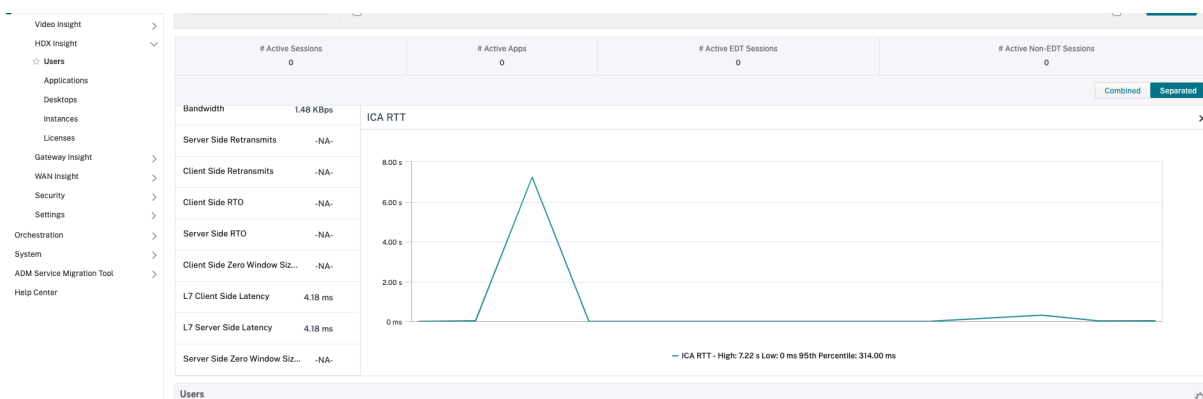 Video Insight
HDX Insight
Users
Applications
Desktops
Instances
Licenses
Gateway Insight
WAN Insight
Security
Settings
Orchestration
System
ADM Service Migration Tool
Help Center
# Active Sessions
0
# Active Apps
0
# Active EDT Sessions
0
# Active Non-EDT Sessions
0
Combined Separated
Bandwidth 1.48 KBps
Server Side Retransmits -NA-
Client Side Retransmits -NA-
Client Side RTO -NA-
Server Side RTO -NA-
Client Side Zero Window Siz... -NA-
L7 Client Side Latency 4.18 ms
L7 Server Side Latency 4.18 ms
Server Side Zero Window Siz... -NA-
ICA RTT
8.00 s
6.00 s
4.00 s
2.00 s
0 ms
ICA RTT - High: 7.22 s Low: 0 ms 95th Percentile: 314.00 ms
Users